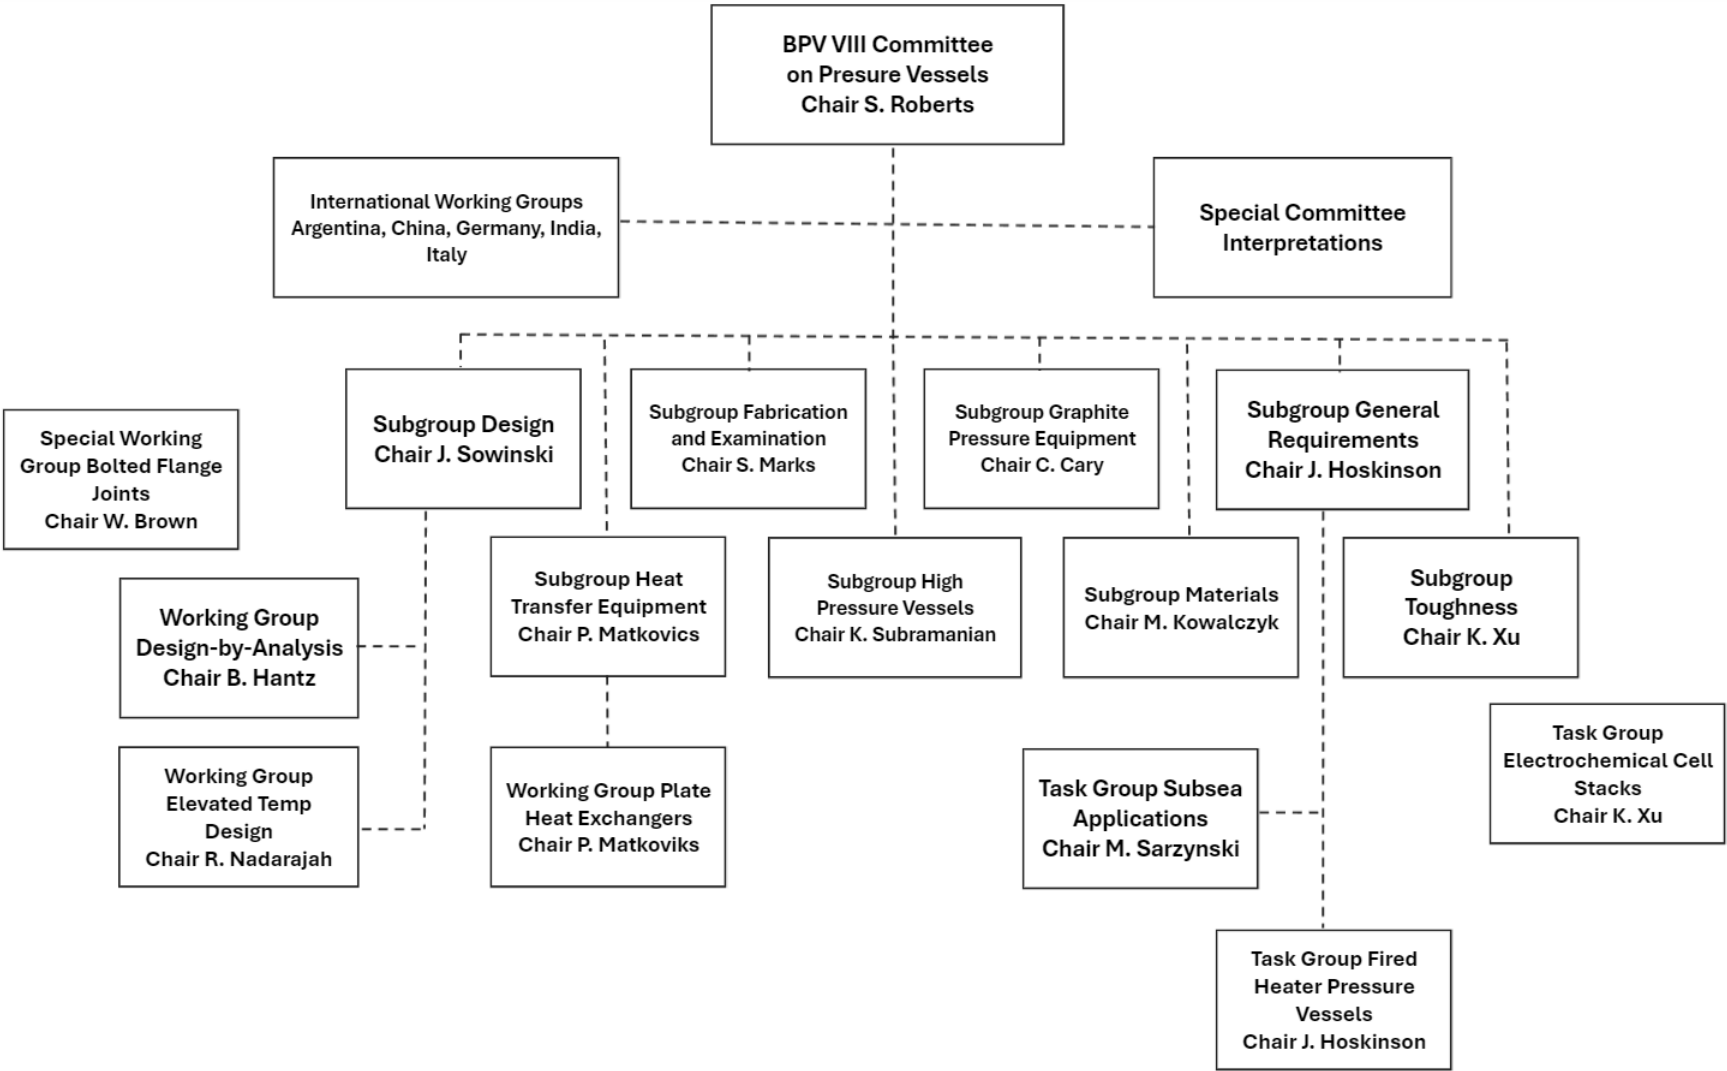 BPV VIII Committee
on Presure Vessels
Chair S. Roberts
International Working Groups
Argentina, China, Germany, India,
Italy
Special Committee
Interpretations
Special Working
Group Bolted Flange
Joints
Chair W. Brown
Subgroup Design
Chair J. Sowinski
Subgroup Fabrication
and Examination
Chair S. Marks
Subgroup Graphite
Pressure Equipment
Chair C. Cary
Subgroup General
Requirements
Chair J. Hoskinson
Working Group
Design-by-Analysis
Chair B. Hantz
Subgroup Heat
Transfer Equipment
Chair P. Matkovics
Subgroup High
Pressure Vessels
Chair K. Subramanian
Subgroup Materials
Chair M. Kowalczyk
Subgroup
Toughness
Chair K. Xu
Working Group
Elevated Temp
Design
Chair R. Nadarajah
Working Group Plate
Heat Exchangers
Chair P. Matkoviks
Task Group Subsea
Applications
Chair M. Sarzynski
Task Group
Electrochemical Cell
Stacks
Chair K. Xu
Task Group Fired
Heater Pressure
Vessels
Chair J. Hoskinson